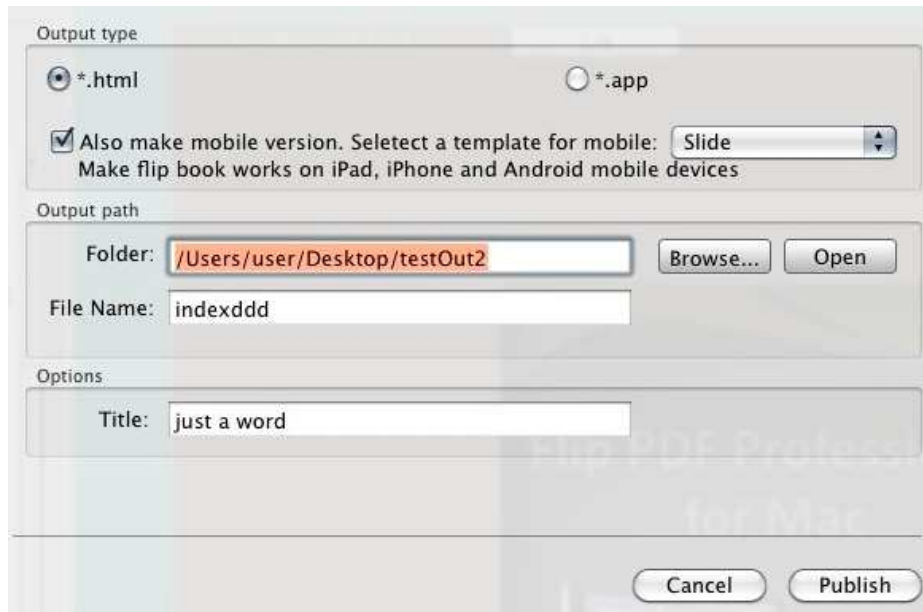 Output type
*.html *.app
Also make mobile version. Seletect a template for mobile: Slide
Make flip book works on iPad, iPhone and Android mobile devices
Output path
Folder: /Users/user/Desktop/testOut2 Browse... Open
File Name: indexddd
Options
Title: just a word
Flip PDF Professi
for Mac
Cancel Publish